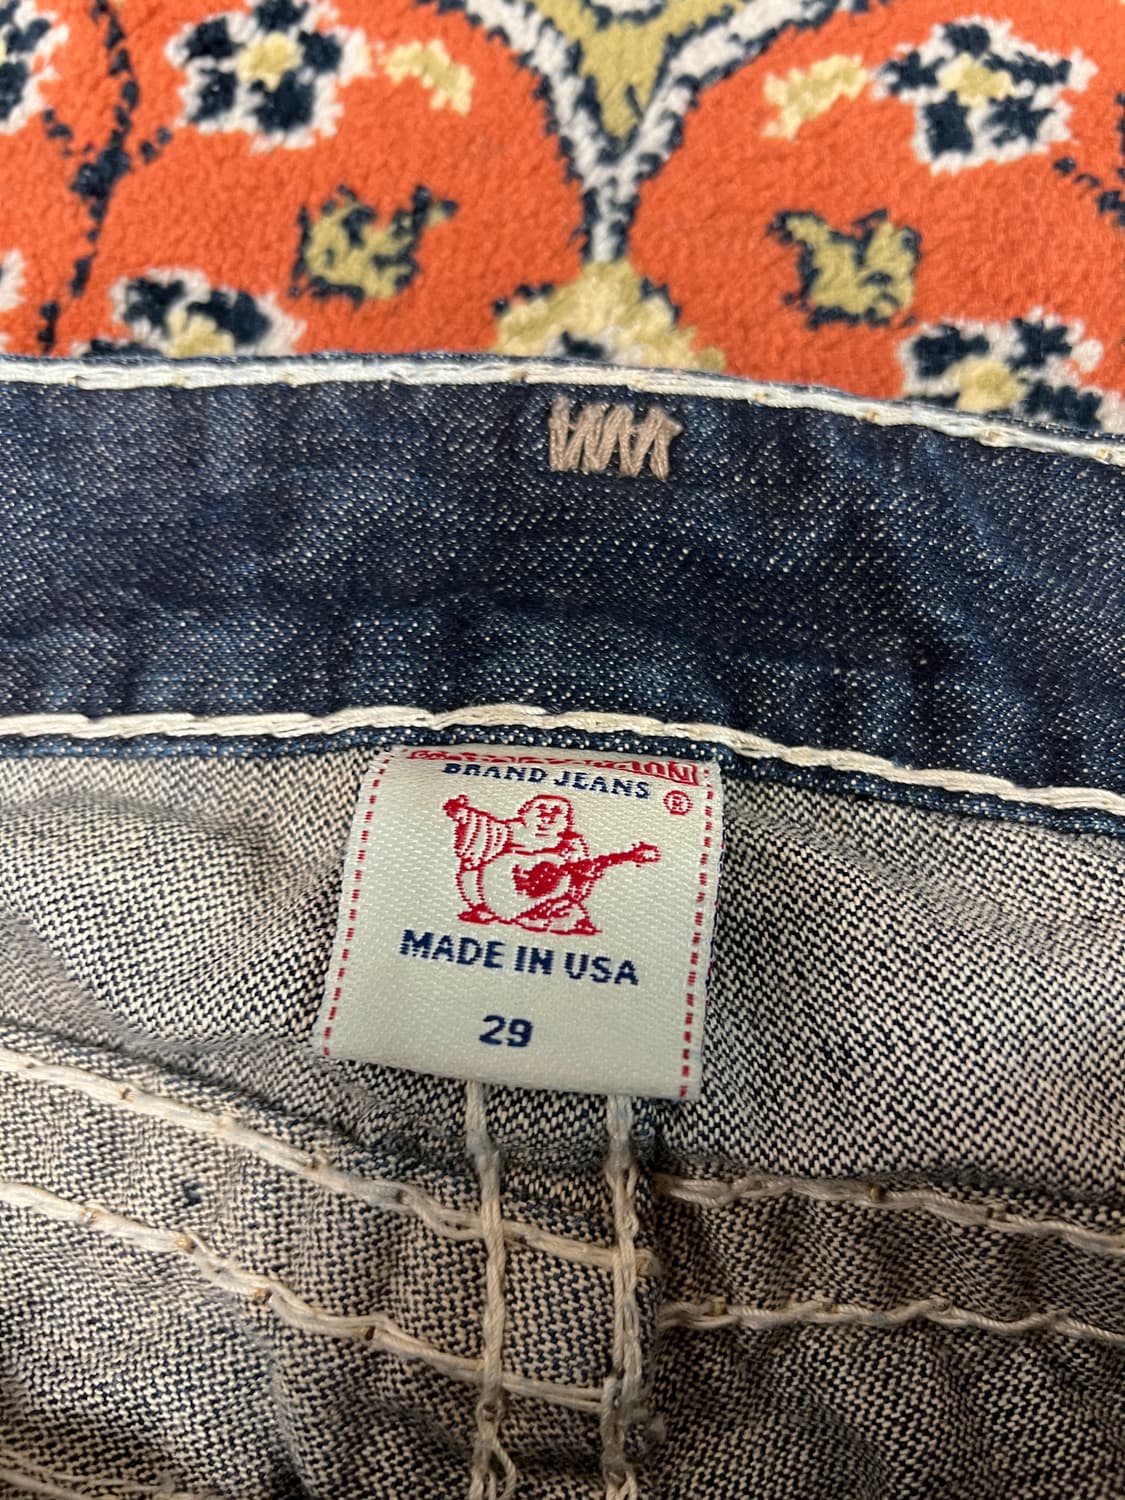 BRAND JEANS
®
MADE IN USA
29